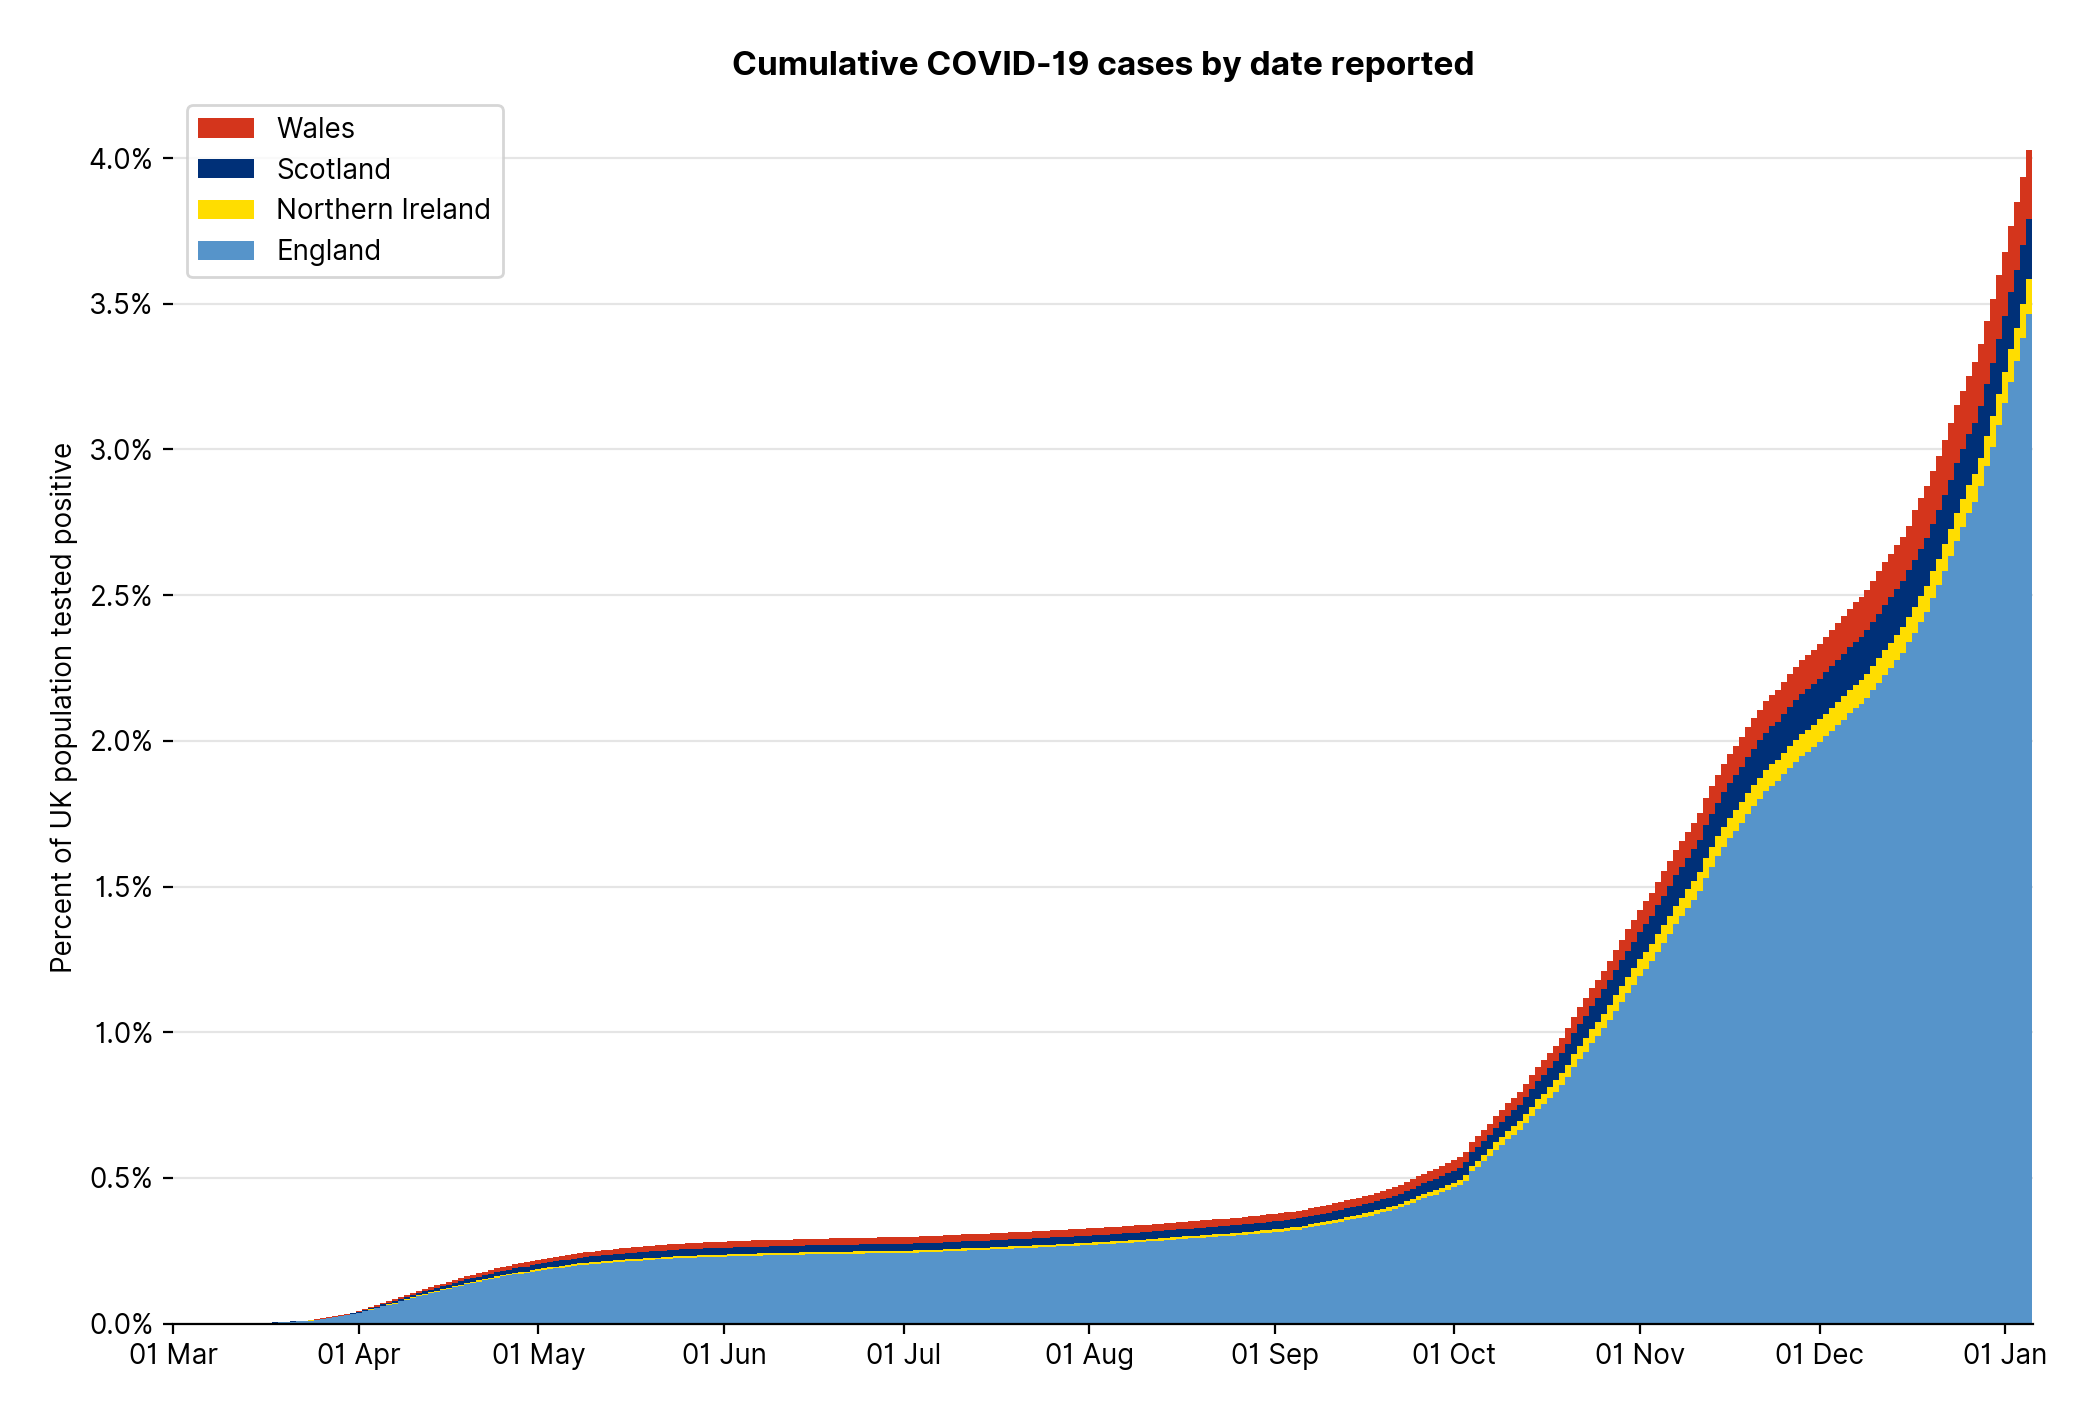 Cumulative COVID-19 cases by date reported
Wales
Scotland
Northern Ireland
England
Percent of UK population tested positive
4.0%
3.5%
3.0%
2.5%
2.0%
1.5%
1.0%
0.5%
0.0%
01 Mar 01 Apr 01 May 01 Jun 01 Jul 01 Aug 01 Sep 01 Oct 01 Nov 01 Dec 01 Jan